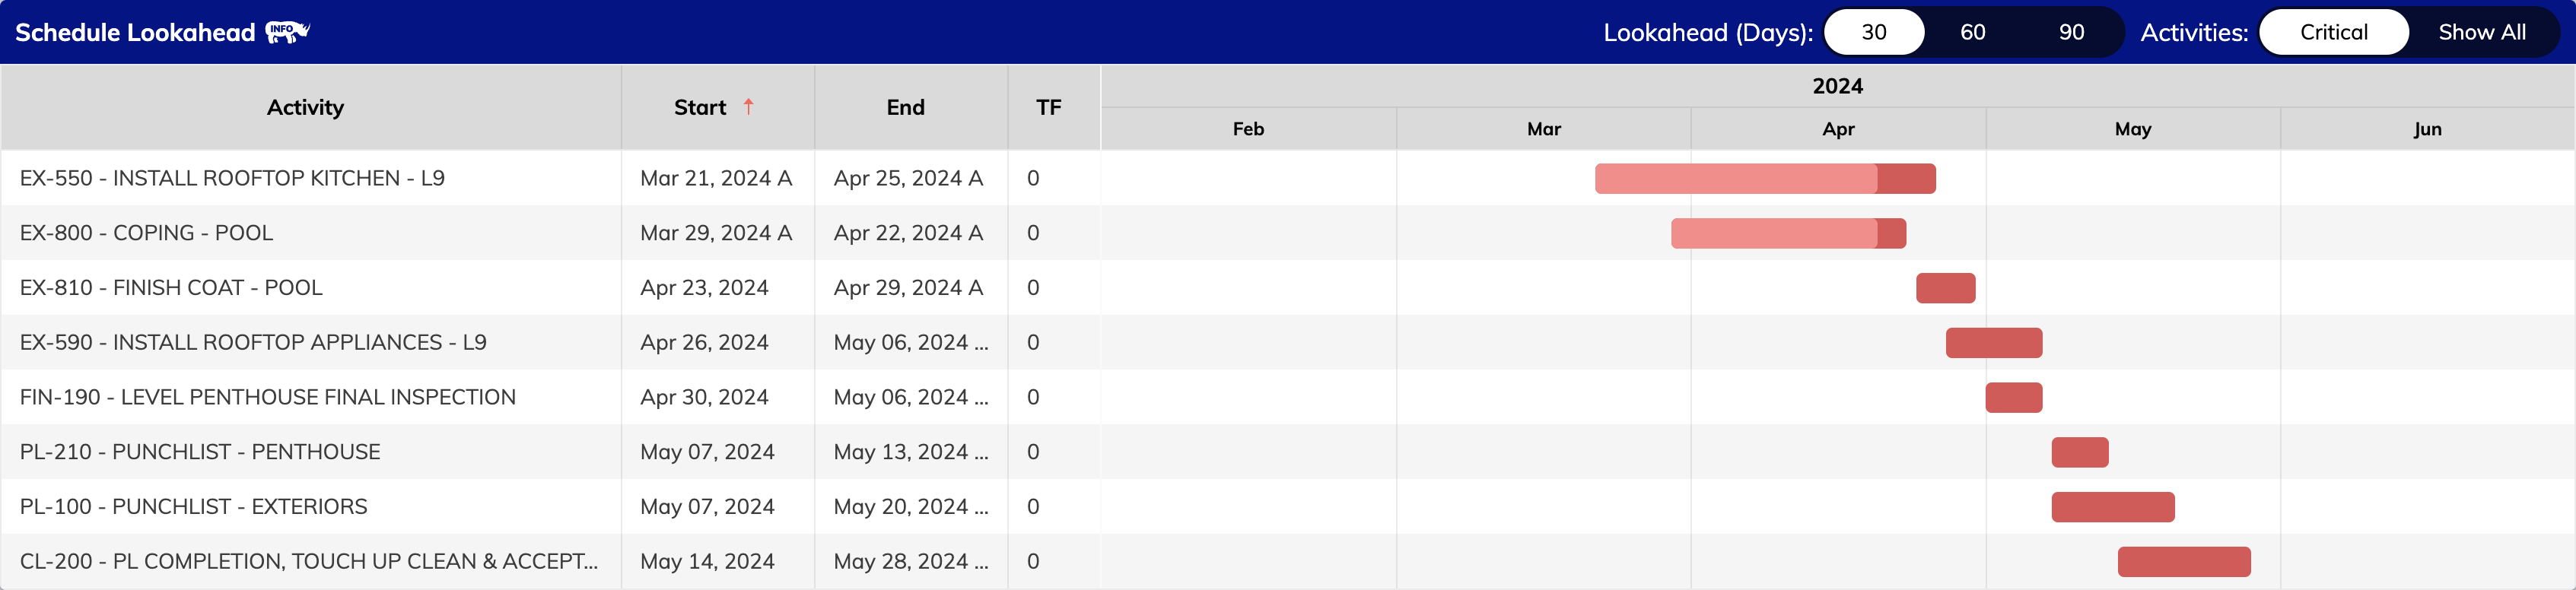 Schedule Lookahead INFO Lookahead (Days): 30 60 90 Activities: Critical Show All
2024
Activity Start ↑ End TF
Feb Mar Apr May Jun
EX-550 - INSTALL ROOFTOP KITCHEN - L9 Mar 21, 2024 A Apr 25, 2024 A 0
EX-800 - COPING - POOL Mar 29, 2024 A Apr 22, 2024 A 0
EX-810 - FINISH COAT - POOL Apr 23, 2024 Apr 29, 2024 A 0
EX-590 - INSTALL ROOFTOP APPLIANCES - L9 Apr 26, 2024 May 06, 2024 ... 0
FIN-190 - LEVEL PENTHOUSE FINAL INSPECTION Apr 30, 2024 May 06, 2024 ... 0
PL-210 - PUNCHLIST - PENTHOUSE May 07, 2024 May 13, 2024 ... 0
PL-100 - PUNCHLIST - EXTERIORS May 07, 2024 May 20, 2024 ... 0
CL-200 - PL COMPLETION, TOUCH UP CLEAN & ACCEPT... May 14, 2024 May 28, 2024 ... 0